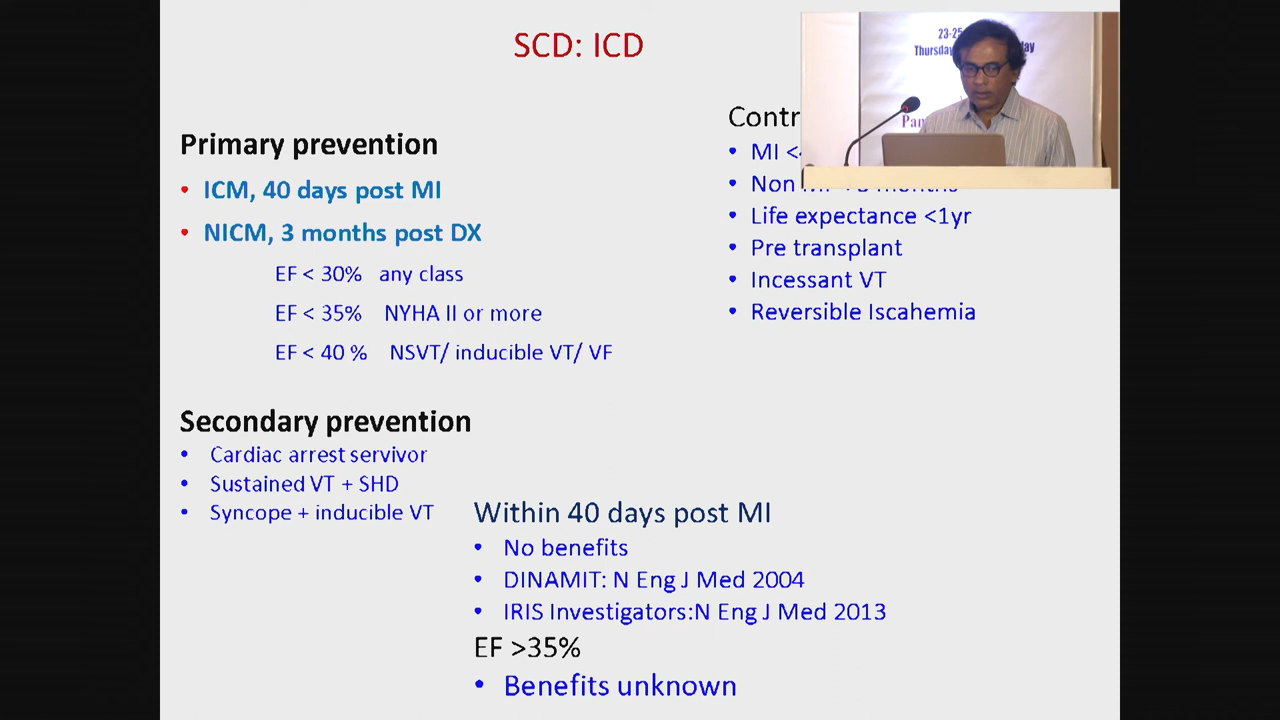 SCD: ICD
Primary prevention
• ICM, 40 days post MI
• NICM, 3 months post DX
EF < 30% any class
EF < 35% NYHA II or more
EF < 40 % NSVT/ inducible VT/ VF
Secondary prevention
• Cardiac arrest servivor
• Sustained VT + SHD
• Syncope + inducible VT
• MI
• Non
• Life expectance <1yr
• Pre transplant
• Incessant VT
• Reversible Iscahemia
Within 40 days post MI
• No benefits
• DINAMIT: N Eng J Med 2004
• IRIS Investigators:N Eng J Med 2013
EF >35%
• Benefits unknown
23-25
Thursday